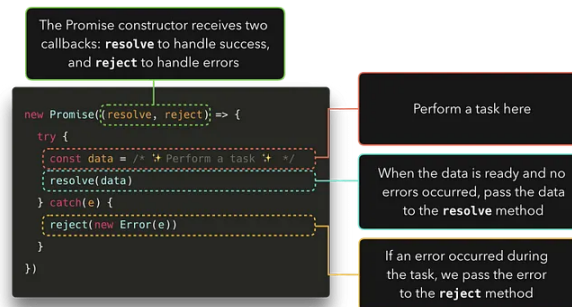 The Promise constructor receives two
callbacks: resolve to handle success,
and reject to handle errors
new Promise((resolve, reject) => {
try {
const data = /* ✨ Perform a task ✨ */
resolve(data)
} catch(e) {
reject(new Error(e))
}
})
Perform a task here
When the data is ready and no
errors occurred, pass the data
to the resolve method
If an error occurred during
the task, we pass the error
to the reject method